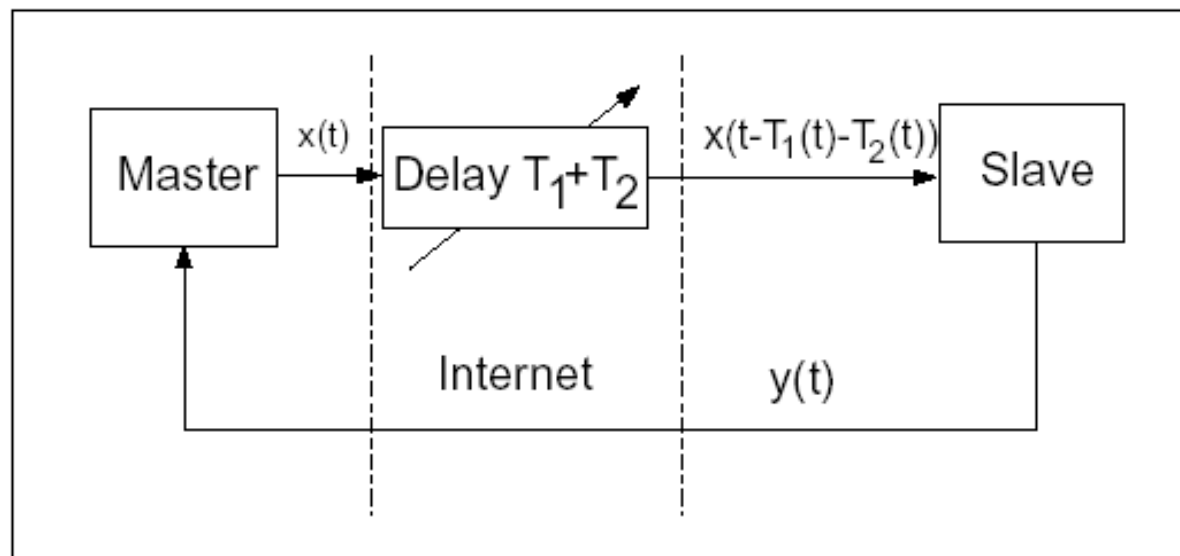 Master
x(t)
Delay T₁+T₂
x(t-T₁(t)-T₂(t))
Slave
Internet
y(t)